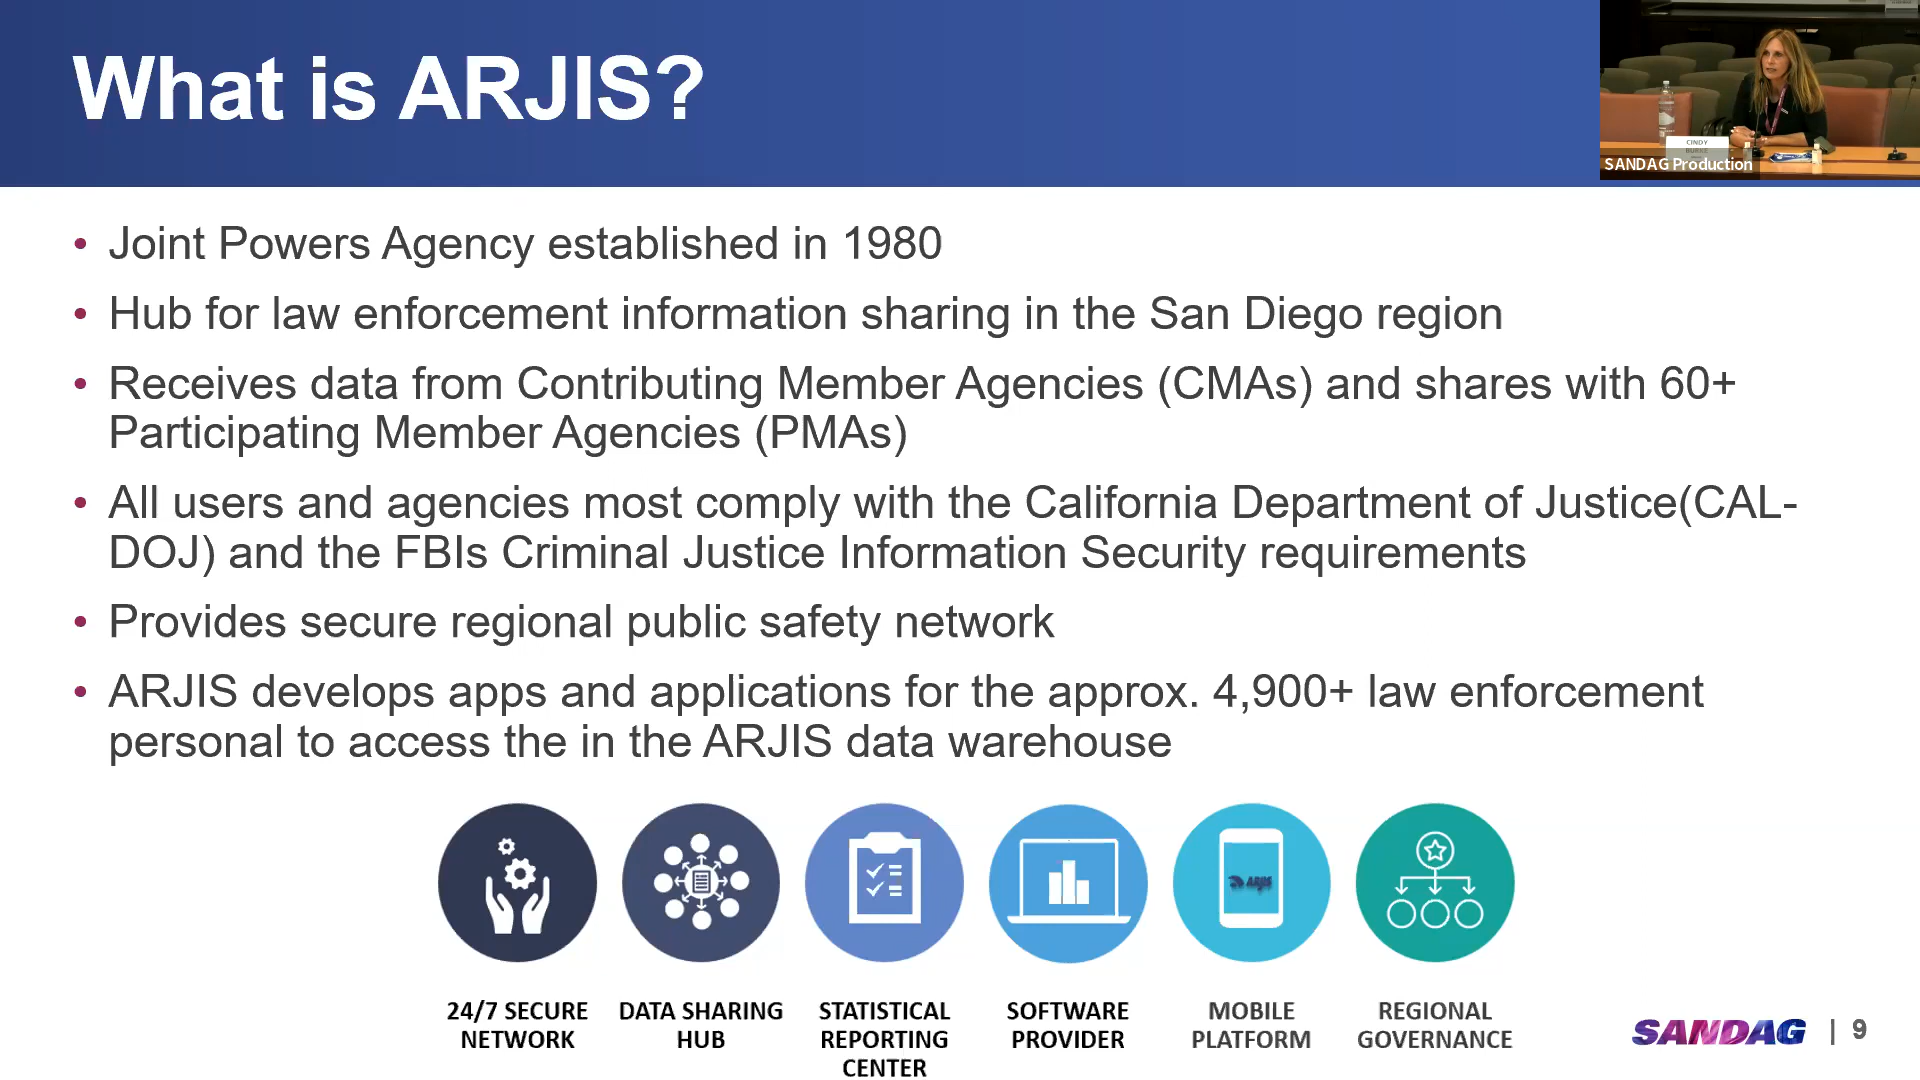 What is ARJIS?
CINDY
BURKE
SANDAG Production
• Joint Powers Agency established in 1980
• Hub for law enforcement information sharing in the San Diego region
• Receives data from Contributing Member Agencies (CMAs) and shares with 60+
Participating Member Agencies (PMAs)
• All users and agencies most comply with the California Department of Justice(CAL-
DOJ) and the FBIs Criminal Justice Information Security requirements
• Provides secure regional public safety network
• ARJIS develops apps and applications for the approx. 4,900+ law enforcement
personal to access the in the ARJIS data warehouse
ARJIS
24/7 SECURE
NETWORK
DATA SHARING
HUB
STATISTICAL
REPORTING
CENTER
SOFTWARE
PROVIDER
MOBILE
PLATFORM
REGIONAL
GOVERNANCE
SANDAG | 9